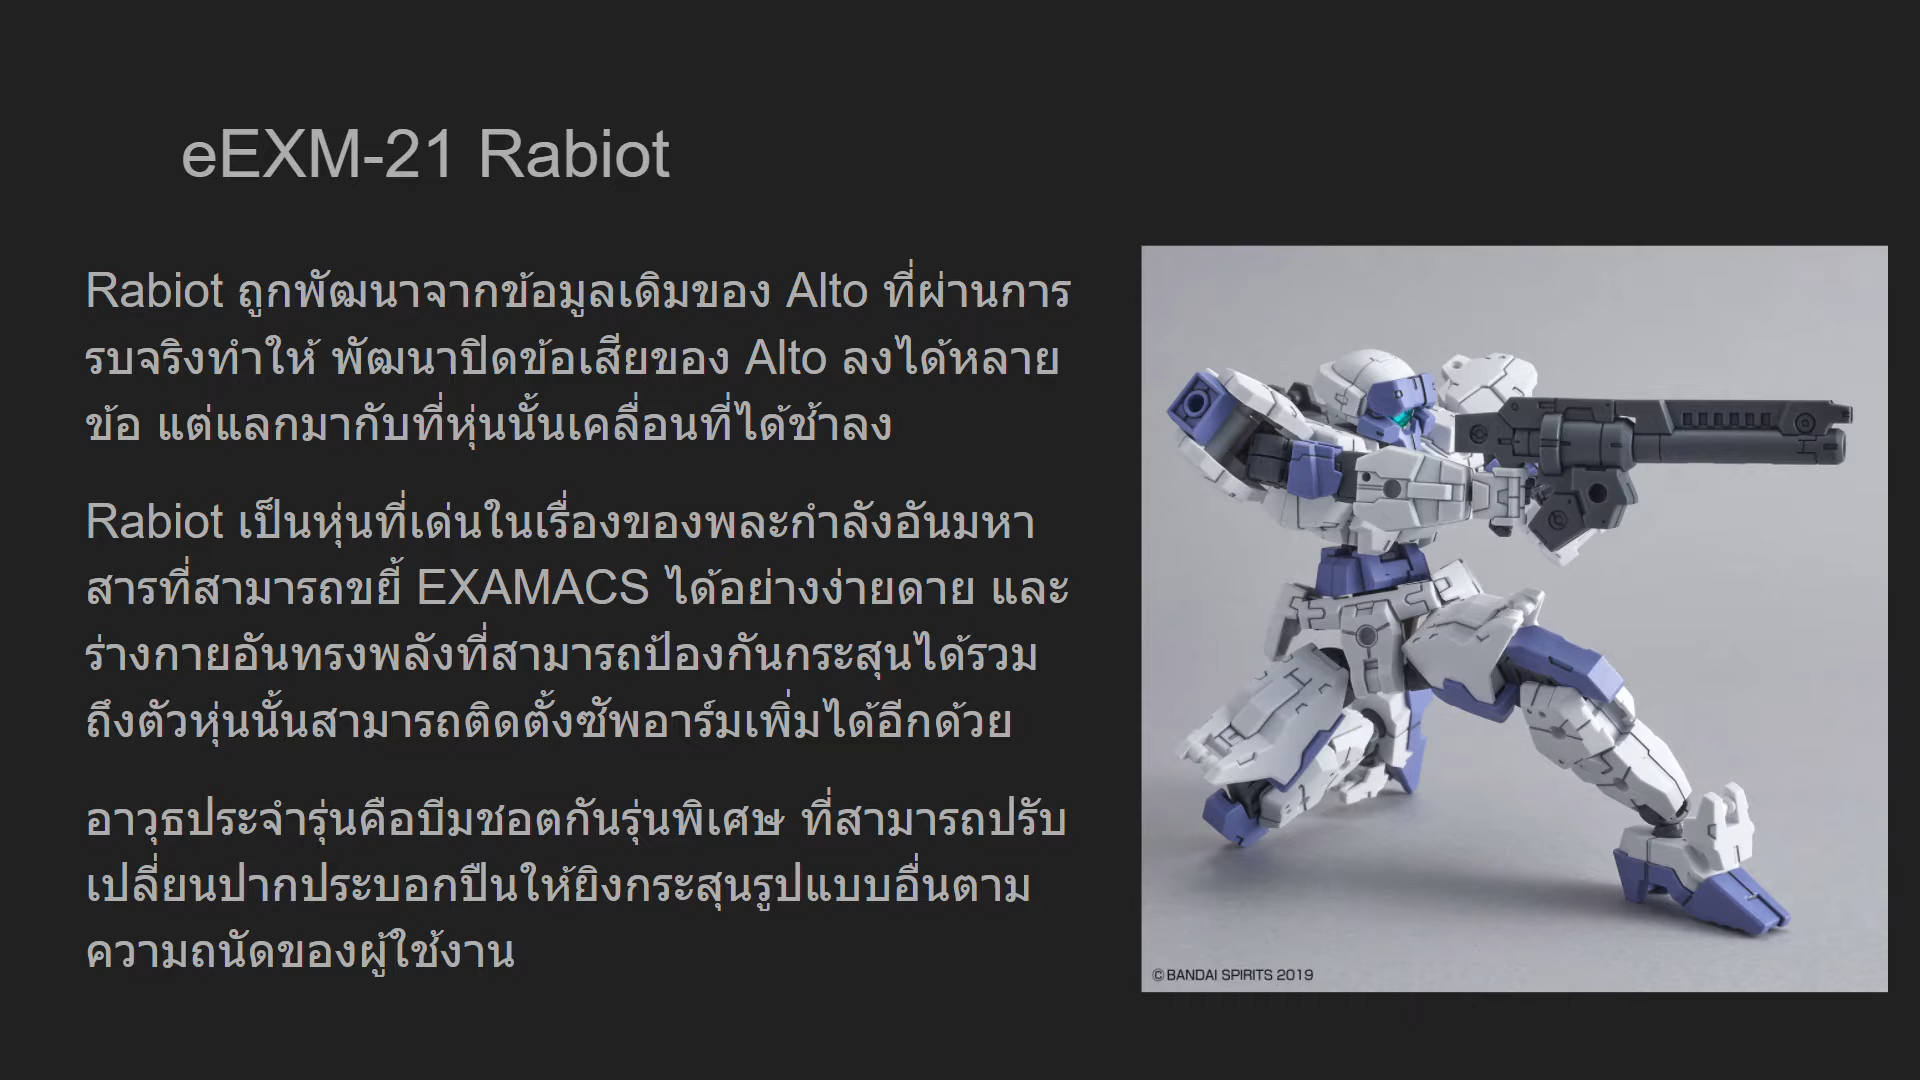 eEXM-21 Rabiot
Rabiot ถูกพัฒนาจากข้อมูลเดิมของ Alto ที่ผ่านการ
รบจริงทำให้ พัฒนาปิดข้อเสียของ Alto ลงได้หลาย
ข้อ แต่แลกมากับที่หุ่นนั้นเคลื่อนที่ได้ช้าลง
Rabiot เป็นหุ่นที่เด่นในเรื่องของพละกำลังอันมหา
สารที่สามารถขยี้ EXAMACS ได้อย่างง่ายดาย และ
ร่างกายอันทรงพลังที่สามารถป้องกันกระสุนได้รวม
ถึงตัวหุ่นนั้นสามารถติดตั้งซัพอาร์มเพิ่มได้อีกด้วย
อาวุธประจำรุ่นคือบีมชอตกันรุ่นพิเศษ ที่สามารถปรับ
เปลี่ยนปากประบอกปืนให้ยิงกระสุนรูปแบบอื่นตาม
ความถนัดของผู้ใช้งาน
© BANDAI SPIRITS 2019